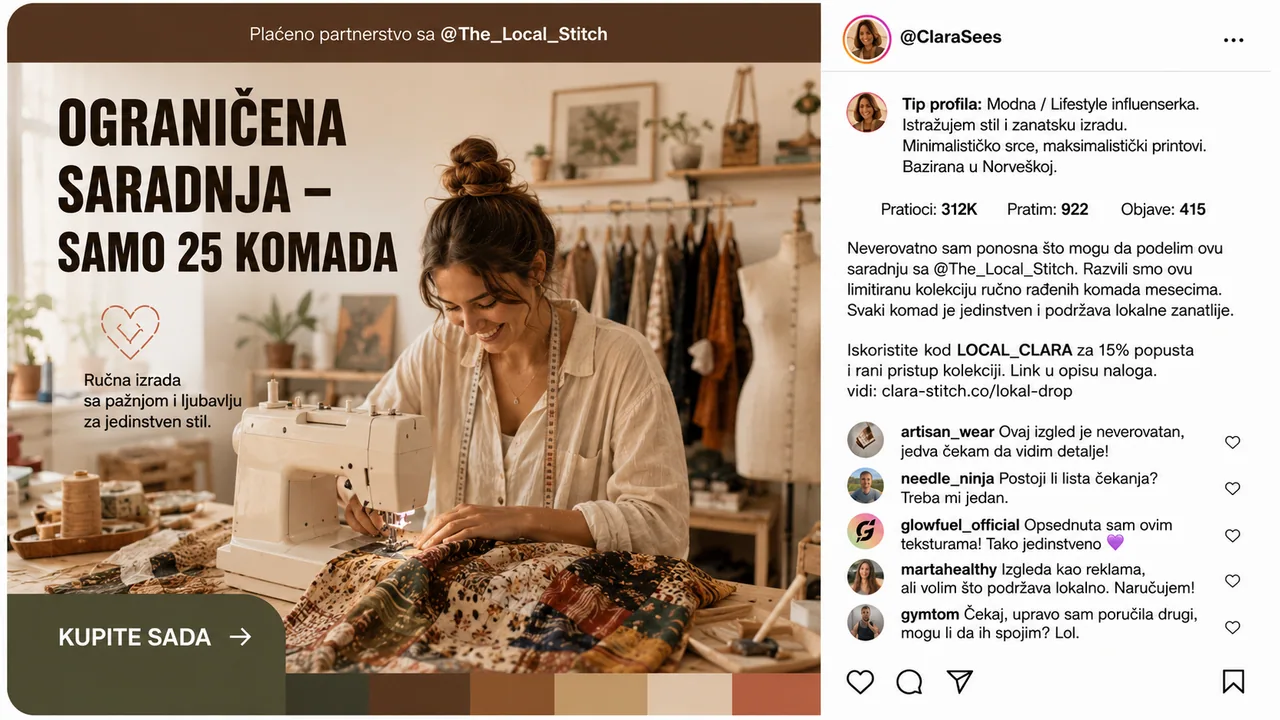 Plaćeno partnerstvo sa @The_Local_Stitch
OGRANIČENA
SARADNJA –
SAMO 25 KOMADA
Ručna izrada
sa pažnjom i ljubavlju
za jedinstven stil.
KUPITE SADA →
@ClaraSees
Tip profila: Modna / Lifestyle influenserka.
Istražujem stil i zanatsku izradu.
Minimalističko srce, maksimalistički printovi.
Bazirana u Norveškoj.
Pratioci: 312K Pratim: 922 Objave: 415
Neverovatno sam ponosna što mogu da podelim ovu
saradnju sa @The_Local_Stitch. Razvili smo ovu
limitiranu kolekciju ručno rađenih komada mesecima.
Svaki komad je jedinstven i podržava lokalne zanatlije.
Iskoristite kod LOCAL_CLARA za 15% popusta
i rani pristup kolekciji. Link u opisu naloga.
vidi: clara-stitch.co/lokal-drop
artisan_wear Ovaj izgled je neverovatan,
jedva čekam da vidim detalje!
needle_ninja Postoji li lista čekanja?
Treba mi jedan.
glowfuel_official Opsednuta sam ovim
teksturama! Tako jedinstveno 💜
martahealthy Izgleda kao reklama,
ali volim što podržava lokalno. Naručujem!
gymtom Čekaj, upravo sam poručila drugi,
mogu li da ih spojim? Lol.